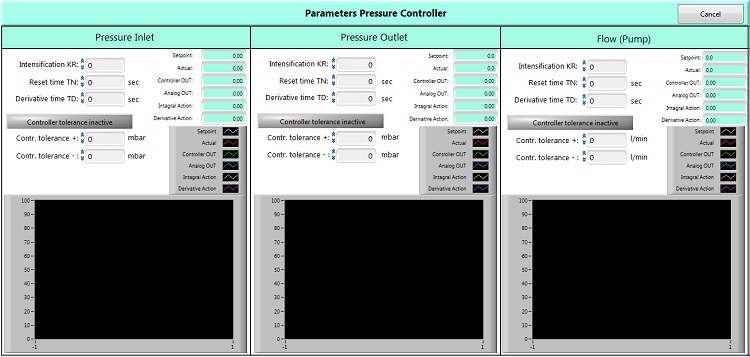 Parameters Pressure Controller
Cancel
Pressure Inlet
Intensification KR: 0
Reset time TN: 0 sec
Derivative time TD: 0 sec
Setpoint: 0.00
Actual: 0.00
Controller OUT: 0.00
Analog OUT: 0.00
Integral Action: 0.00
Derivative Action: 0.00
Controller tolerance inactive
Contr. tolerance +: 0 mbar
Contr. tolerance - : 0 mbar
Setpoint
Actual
Controller OUT
Analog OUT
Intagral Action
Derivative Action
100
90
80
70
60
50
40
30
20
10
0
-1 1
Pressure Outlet
Intensification KR: 0
Reset time TN: 0 sec
Derivative time TD: 0 sec
Setpoint: 0.0
Actual: 0.0
Controller OUT: 0.00
Analog OUT: 0.00
Integral Action: 0.00
Derivative Action: 0.00
Controller tolerance inactive
Contr. tolerance +: 0 mbar
Contr. tolerance - : 0 mbar
Setpoint
Actual
Controller OUT
Analog OUT
Intagral Action
Derivative Action
100
90
80
70
60
50
40
30
20
10
0
-1 1
Flow (Pump)
Intensification KR: 0
Reset time TN: 0 sec
Derivative time TD: 0 sec
Setpoint: 0.0
Actual: 0.0
Controller OUT: 0.00
Analog OUT: 0.00
Integral Action: 0.00
Derivative Action: 0.00
Controller tolerance inactive
Contr. tolerance +: 0 l/min
Contr. tolerance - : 0 l/min
Setpoint
Actual
Controller OUT
Analog OUT
Intagral Action
Derivative Action
100
90
80
70
60
50
40
30
20
10
0
-1 1